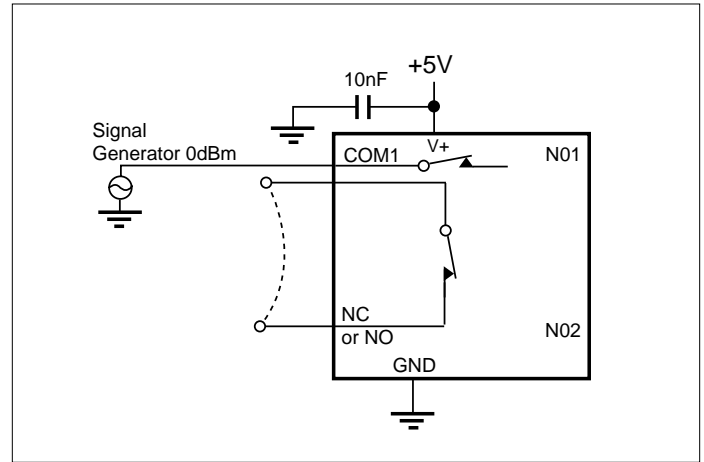 +5V
10nF
Signal
Generator 0dBm
COM1
V+
N01
NC
or NO
N02
GND